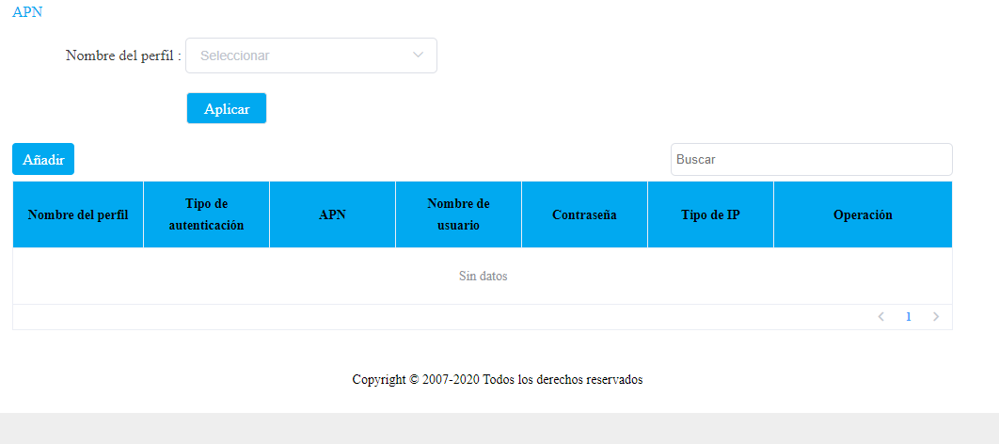 APN
Nombre del perfil :
Seleccionar
Aplicar
Añadir
Buscar
Nombre del perfil
Tipo de
autenticación
APN
Nombre de
usuario
Contraseña
Tipo de IP
Operación
Sin datos
1
Copyright © 2007-2020 Todos los derechos reservados